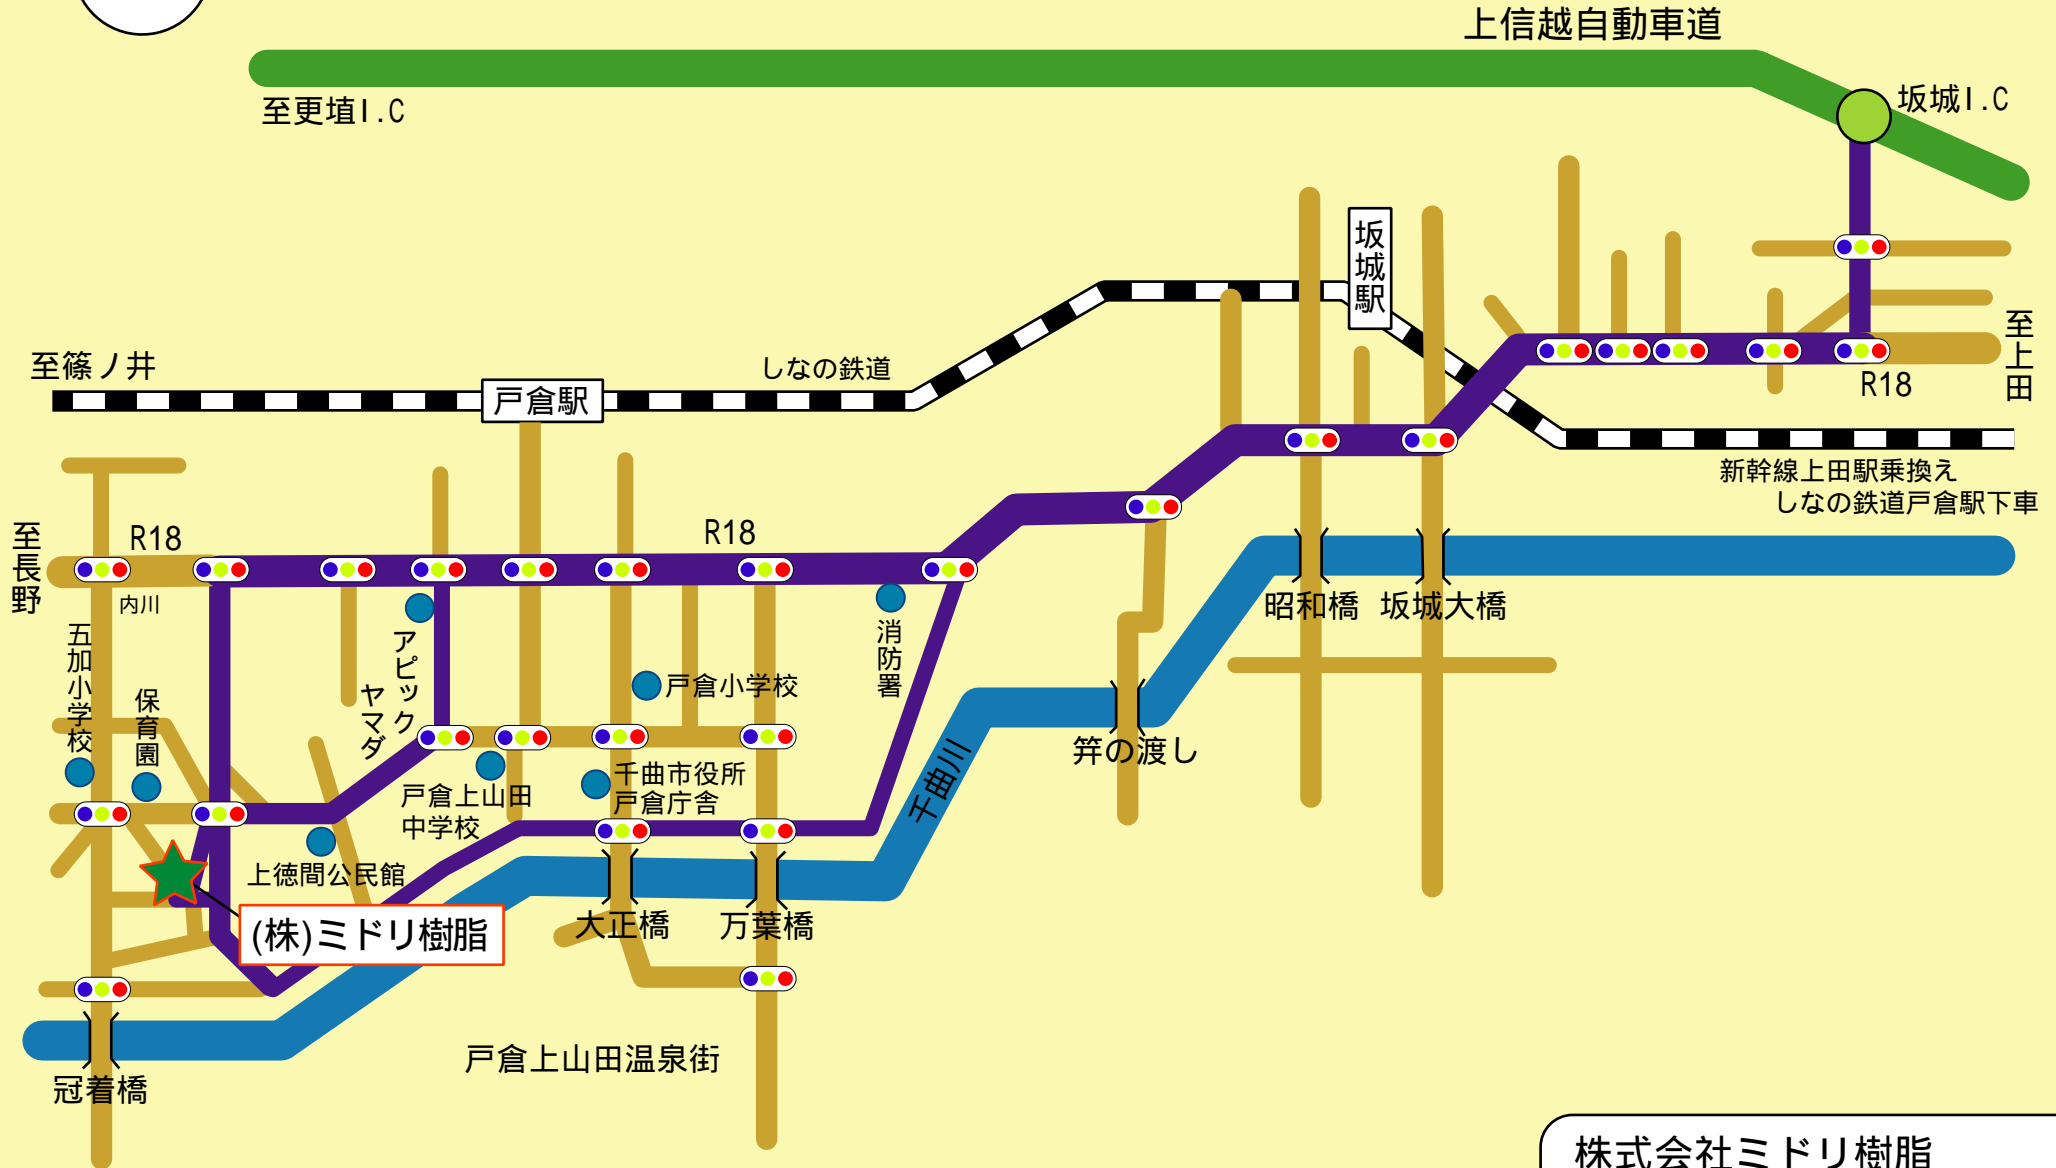 上信越自動車道
至更埴I.C
坂城I.C
坂城駅
至上田
R18
至篠ノ井
戸倉駅
しなの鉄道
新幹線上田駅乗換え
しなの鉄道戸倉駅下車
至長野
R18
R18
内川
五加小学校
保育園
アピック
ヤマダ
戸倉小学校
消防署
昭和橋
坂城大橋
笄の渡し
千曲川
戸倉上山田
中学校
千曲市役所
戸倉庁舎
上徳間公民館
(株)ミドリ樹脂
大正橋
万葉橋
戸倉上山田温泉街
冠着橋
株式会社ミドリ樹脂